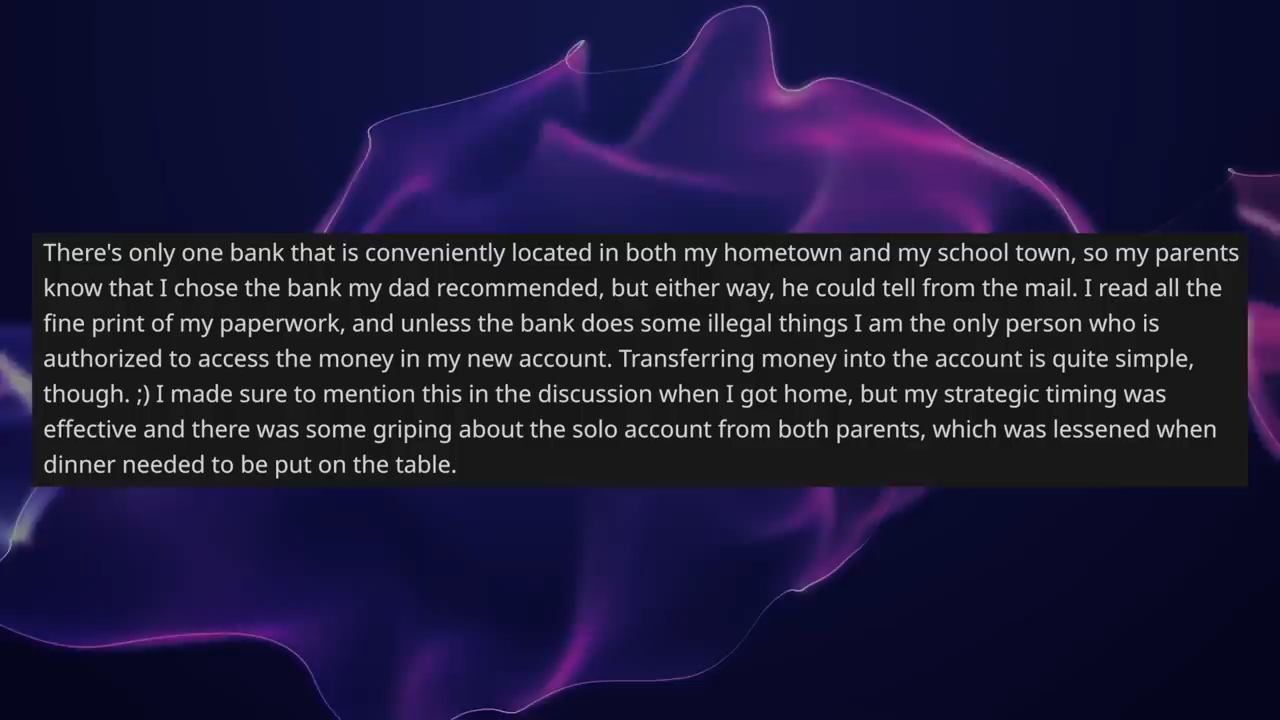 There's only one bank that is conveniently located in both my hometown and my school town, so my parents
know that I chose the bank my dad recommended, but either way, he could tell from the mail. I read all the
fine print of my paperwork, and unless the bank does some illegal things I am the only person who is
authorized to access the money in my new account. Transferring money into the account is quite simple,
though. ;) I made sure to mention this in the discussion when I got home, but my strategic timing was
effective and there was some griping about the solo account from both parents, which was lessened when
dinner needed to be put on the table.